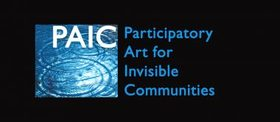 PAIC
Participatory
Art for
Invisible
Communities